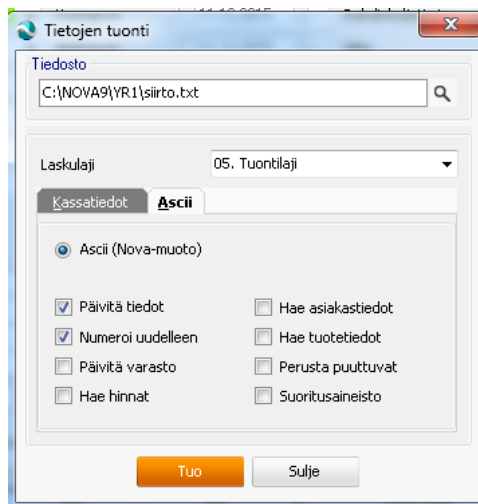 Tietojen tuonti
Tiedosto
C:\NOVA9\YR1\siirto.txt
Laskulaji
05. Tuontilaji
Kassatiedot
Ascii
Ascii (Nova-muoto)
Päivitä tiedot
Hae asiakastiedot
Numeroi uudelleen
Hae tuotetiedot
Päivitä varasto
Perusta puuttuvat
Hae hinnat
Suoritusaineisto
Tuo
Sulje